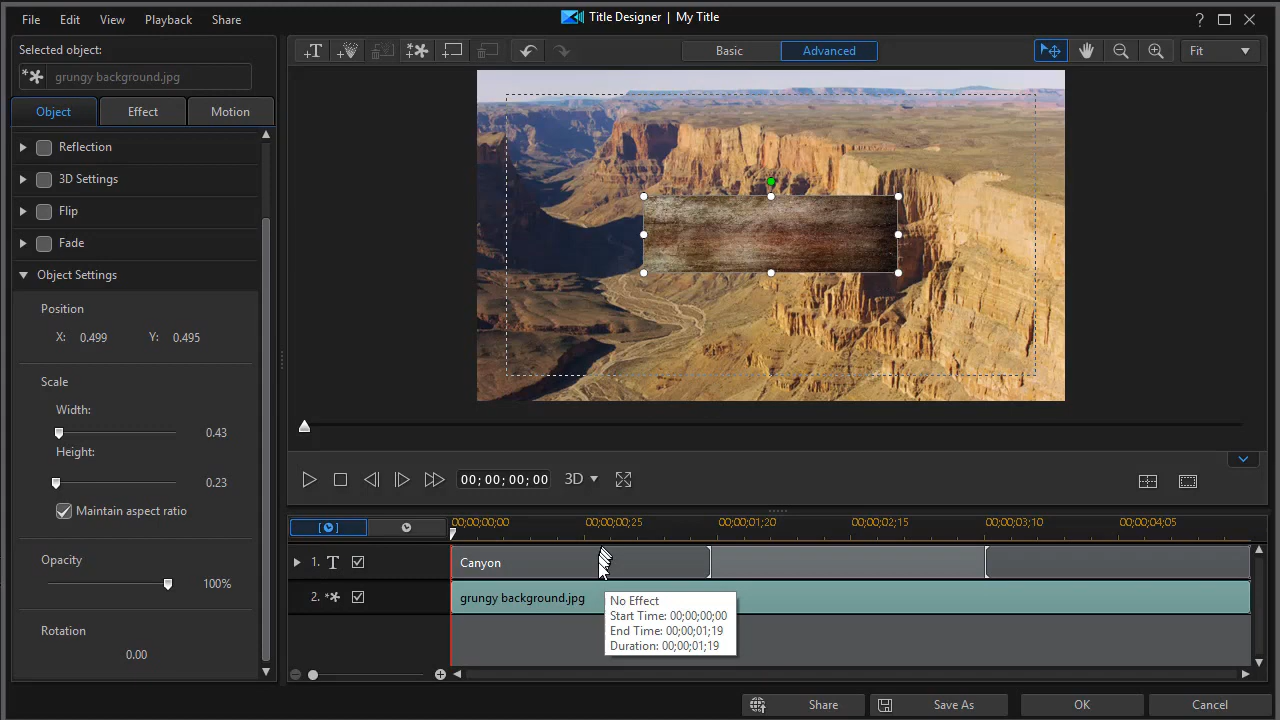 File Edit View Playback Share
Title Designer | My Title
?
Selected object:
grungy background.jpg
Object Effect Motion
T Basic Advanced Fit
Reflection
3D Settings
Flip
Fade
Object Settings
Position
X: 0.499 Y: 0.495
Scale
Width:
0.43
Height:
0.23
Maintain aspect ratio
Opacity
100%
Rotation
0.00
00; 00; 00; 00 3D
00;00;00;00 00;00;00;25 00;00;01;20 00;00;02;15 00;00;03;10 00;00;04;05
1. T Canyon
2. grungy background.jpg
No Effect
Start Time: 00;00;00;00
End Time: 00;00;01;19
Duration: 00;00;01;19
Share Save As OK Cancel